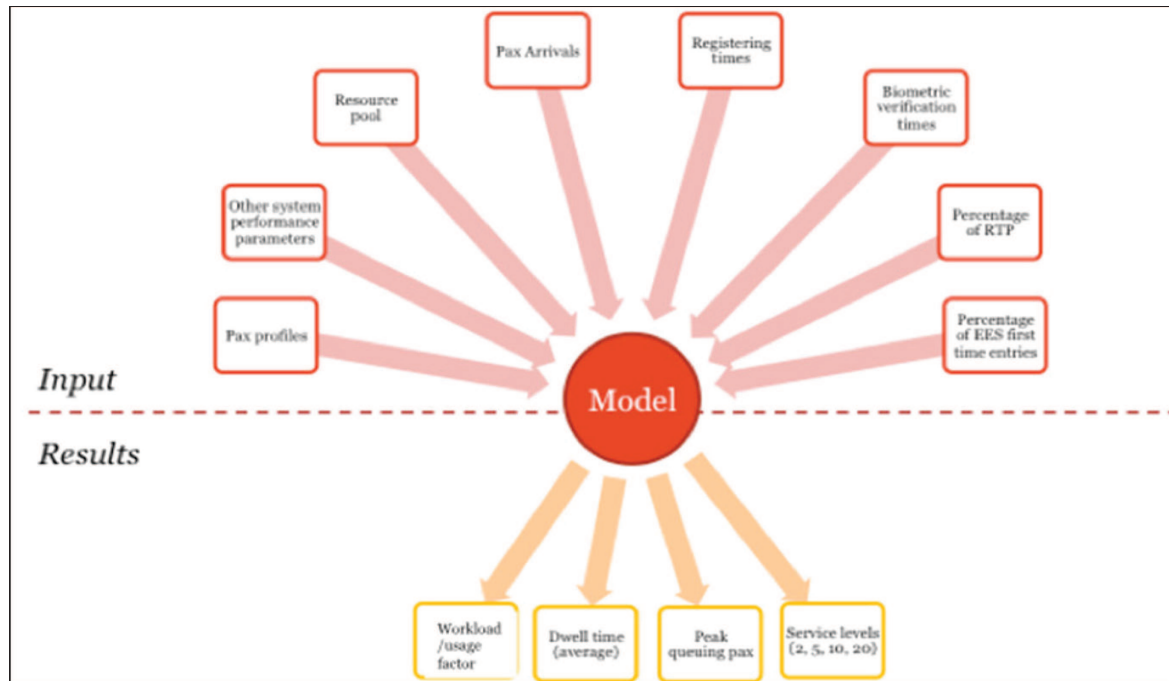 Pax Arrivals
Registering
times
Resource
pool
Biometric
verification
times
Other system
performance
parameters
Percentage
of RTP
Pax profiles
Percentage
of EES first
time entries
Input
Model
Results
Workload
/usage
factor
Dwell time
(average)
Peak
queuing pax
Service levels
(2, 5, 10, 20)